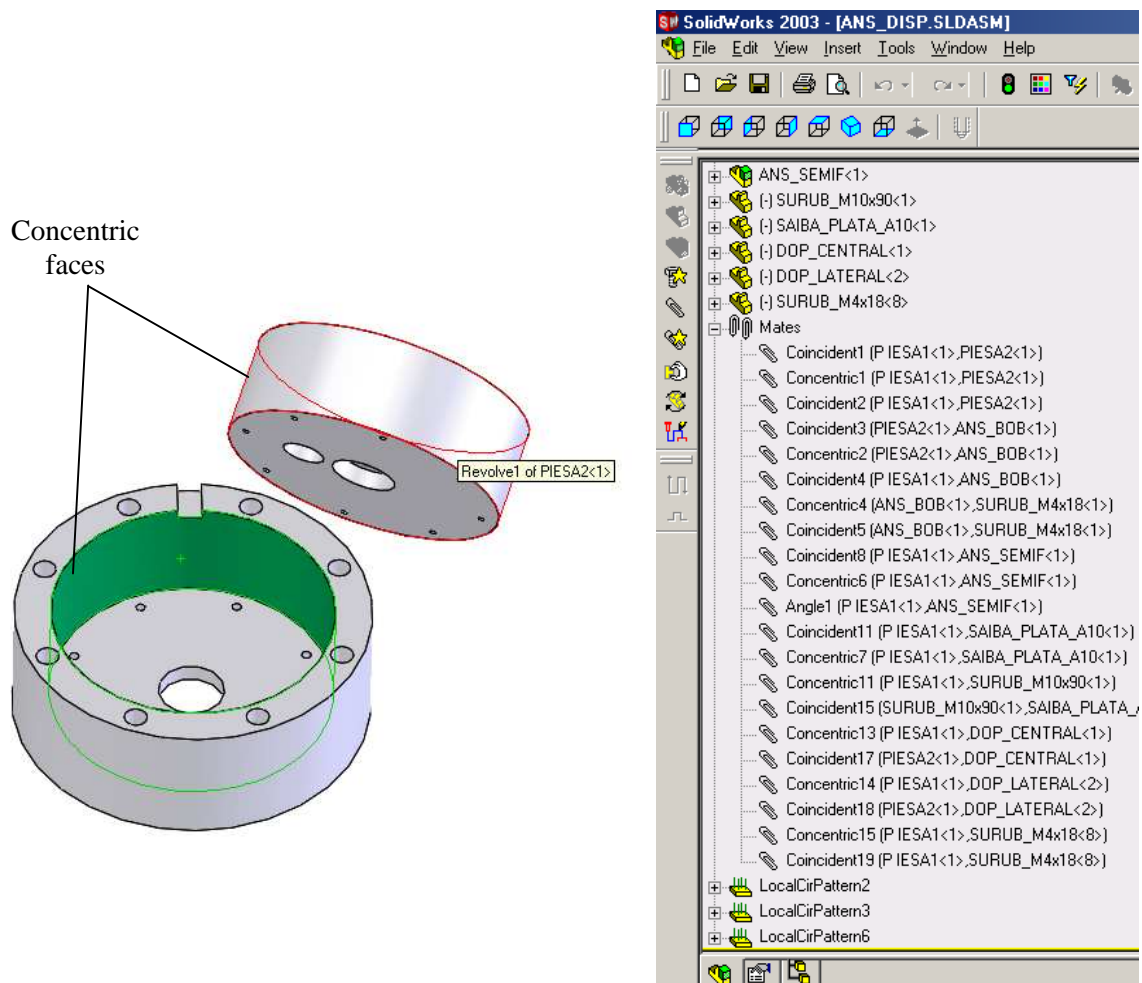 Concentric
faces
Revolve1 of PIESA2<1>
SolidWorks 2003 - [ANS_DISP.SLDASM]
File Edit View Insert Tools Window Help
ANS_SEMIF<1>
(-) SURUB_M10x90<1>
(-) SAIBA_PLATA_A10<1>
(-) DOP_CENTRAL<1>
(-) DOP_LATERAL<2>
(-) SURUB_M4x18<8>
Mates
Coincident1 (PIESA1<1>,PIESA2<1>)
Concentric1 (PIESA1<1>,PIESA2<1>)
Coincident2 (PIESA1<1>,PIESA2<1>)
Coincident3 (PIESA2<1>,ANS_BOB<1>)
Concentric2 (PIESA2<1>,ANS_BOB<1>)
Coincident4 (PIESA1<1>,ANS_BOB<1>)
Concentric4 (ANS_BOB<1>,SURUB_M4x18<1>)
Coincident5 (ANS_BOB<1>,SURUB_M4x18<1>)
Coincident8 (PIESA1<1>,ANS_SEMIF<1>)
Concentric6 (PIESA1<1>,ANS_SEMIF<1>)
Angle1 (PIESA1<1>,ANS_SEMIF<1>)
Coincident11 (PIESA1<1>,SAIBA_PLATA_A10<1>)
Concentric7 (PIESA1<1>,SAIBA_PLATA_A10<1>)
Concentric11 (PIESA1<1>,SURUB_M10x90<1>)
Coincident15 (SURUB_M10x90<1>,SAIBA_PLATA_A
Concentric13 (PIESA1<1>,DOP_CENTRAL<1>)
Coincident17 (PIESA2<1>,DOP_CENTRAL<1>)
Concentric14 (PIESA1<1>,DOP_LATERAL<2>)
Coincident18 (PIESA2<1>,DOP_LATERAL<2>)
Concentric15 (PIESA1<1>,SURUB_M4x18<8>)
Coincident19 (PIESA1<1>,SURUB_M4x18<8>)
LocalCirPattern2
LocalCirPattern3
LocalCirPattern6